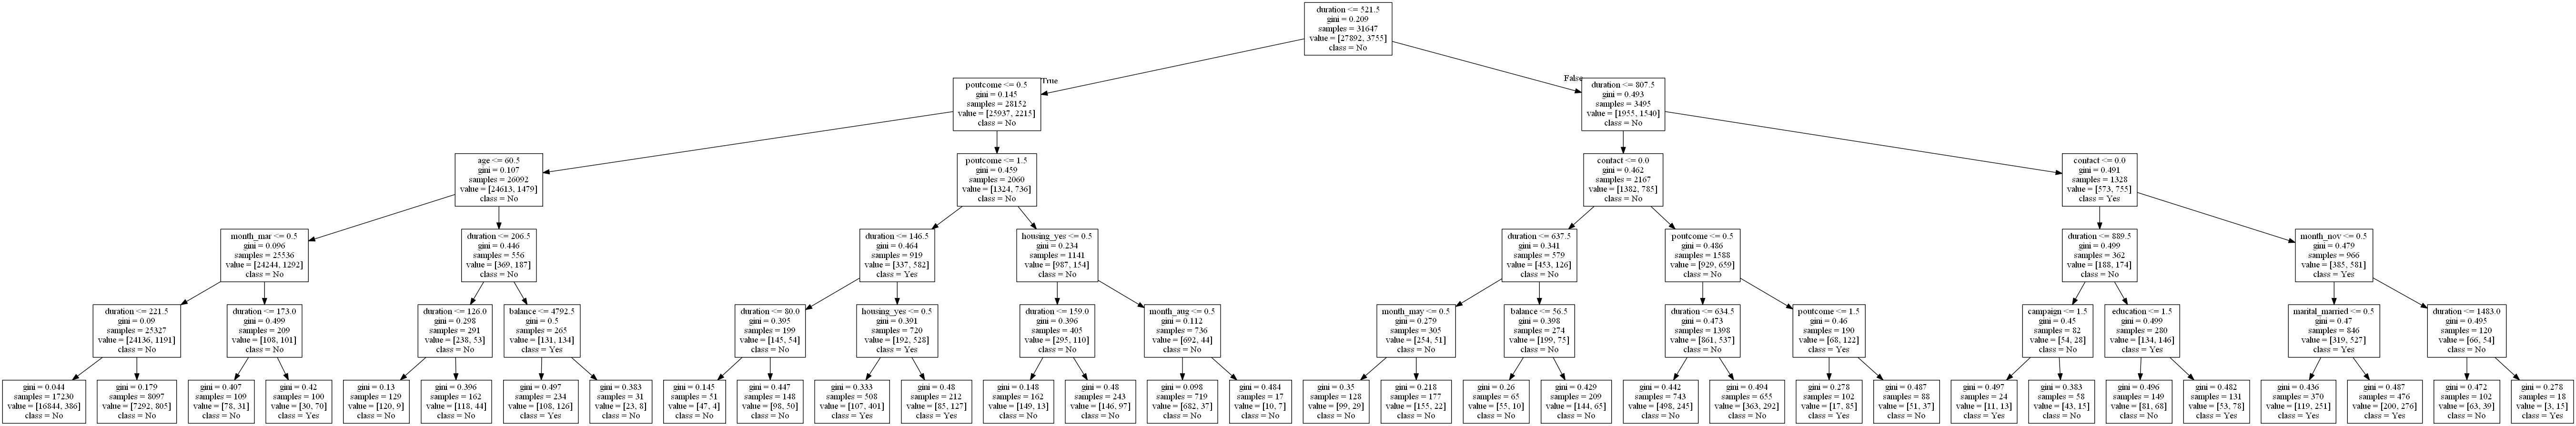 duration <= 521.5
gini = 0.209
samples = 31647
value = [27892, 3755]
class = No
True
False
poutcome <= 0.5
gini = 0.145
samples = 28152
value = [25937, 2215]
class = No
duration <= 807.5
gini = 0.493
samples = 3495
value = [1955, 1540]
class = No
age <= 60.5
gini = 0.107
samples = 26092
value = [24613, 1479]
class = No
poutcome <= 1.5
gini = 0.459
samples = 2060
value = [1324, 736]
class = No
contact <= 0.0
gini = 0.462
samples = 2167
value = [1382, 785]
class = No
contact <= 0.0
gini = 0.491
samples = 1328
value = [573, 755]
class = Yes
month_mar <= 0.5
gini = 0.096
samples = 25536
value = [24244, 1292]
class = No
duration <= 206.5
gini = 0.446
samples = 556
value = [369, 187]
class = No
duration <= 146.5
gini = 0.464
samples = 919
value = [337, 582]
class = Yes
housing_yes <= 0.5
gini = 0.234
samples = 1141
value = [987, 154]
class = No
duration <= 637.5
gini = 0.341
samples = 579
value = [453, 126]
class = No
poutcome <= 0.5
gini = 0.486
samples = 1588
value = [929, 659]
class = No
duration <= 889.5
gini = 0.499
samples = 362
value = [188, 174]
class = No
month_nov <= 0.5
gini = 0.479
samples = 966
value = [385, 581]
class = Yes
duration <= 221.5
gini = 0.09
samples = 25327
value = [24136, 1191]
class = No
duration <= 173.0
gini = 0.499
samples = 209
value = [108, 101]
class = No
duration <= 126.0
gini = 0.298
samples = 291
value = [238, 53]
class = No
balance <= 4792.5
gini = 0.5
samples = 265
value = [131, 134]
class = Yes
duration <= 80.0
gini = 0.395
samples = 199
value = [145, 54]
class = No
housing_yes <= 0.5
gini = 0.391
samples = 720
value = [192, 528]
class = Yes
duration <= 159.0
gini = 0.396
samples = 405
value = [295, 110]
class = No
month_aug <= 0.5
gini = 0.112
samples = 736
value = [692, 44]
class = No
month_may <= 0.5
gini = 0.279
samples = 305
value = [254, 51]
class = No
balance <= 56.5
gini = 0.398
samples = 274
value = [199, 75]
class = No
duration <= 634.5
gini = 0.473
samples = 1398
value = [861, 537]
class = No
poutcome <= 1.5
gini = 0.46
samples = 190
value = [68, 122]
class = Yes
campaign <= 1.5
gini = 0.45
samples = 82
value = [54, 28]
class = No
education <= 1.5
gini = 0.499
samples = 280
value = [134, 146]
class = Yes
marital_married <= 0.5
gini = 0.47
samples = 846
value = [319, 527]
class = Yes
duration <= 1483.0
gini = 0.495
samples = 120
value = [66, 54]
class = No
gini = 0.044
samples = 17230
value = [16844, 386]
class = No
gini = 0.179
samples = 8097
value = [7292, 805]
class = No
gini = 0.407
samples = 109
value = [78, 31]
class = No
gini = 0.42
samples = 100
value = [30, 70]
class = Yes
gini = 0.13
samples = 129
value = [120, 9]
class = No
gini = 0.396
samples = 162
value = [118, 44]
class = No
gini = 0.497
samples = 234
value = [108, 126]
class = Yes
gini = 0.383
samples = 31
value = [23, 8]
class = No
gini = 0.145
samples = 51
value = [47, 4]
class = No
gini = 0.447
samples = 148
value = [98, 50]
class = No
gini = 0.333
samples = 508
value = [107, 401]
class = Yes
gini = 0.48
samples = 212
value = [85, 127]
class = Yes
gini = 0.148
samples = 162
value = [149, 13]
class = No
gini = 0.48
samples = 243
value = [146, 97]
class = No
gini = 0.098
samples = 719
value = [682, 37]
class = No
gini = 0.484
samples = 17
value = [10, 7]
class = No
gini = 0.35
samples = 128
value = [99, 29]
class = No
gini = 0.218
samples = 177
value = [155, 22]
class = No
gini = 0.26
samples = 65
value = [55, 10]
class = No
gini = 0.429
samples = 209
value = [144, 65]
class = No
gini = 0.442
samples = 743
value = [498, 245]
class = No
gini = 0.494
samples = 655
value = [363, 292]
class = No
gini = 0.278
samples = 102
value = [17, 85]
class = Yes
gini = 0.487
samples = 88
value = [51, 37]
class = No
gini = 0.497
samples = 24
value = [11, 13]
class = Yes
gini = 0.383
samples = 58
value = [43, 15]
class = No
gini = 0.496
samples = 149
value = [81, 68]
class = No
gini = 0.482
samples = 131
value = [53, 78]
class = Yes
gini = 0.436
samples = 370
value = [119, 251]
class = Yes
gini = 0.487
samples = 476
value = [200, 276]
class = Yes
gini = 0.472
samples = 102
value = [63, 39]
class = No
gini = 0.278
samples = 18
value = [3, 15]
class = Yes